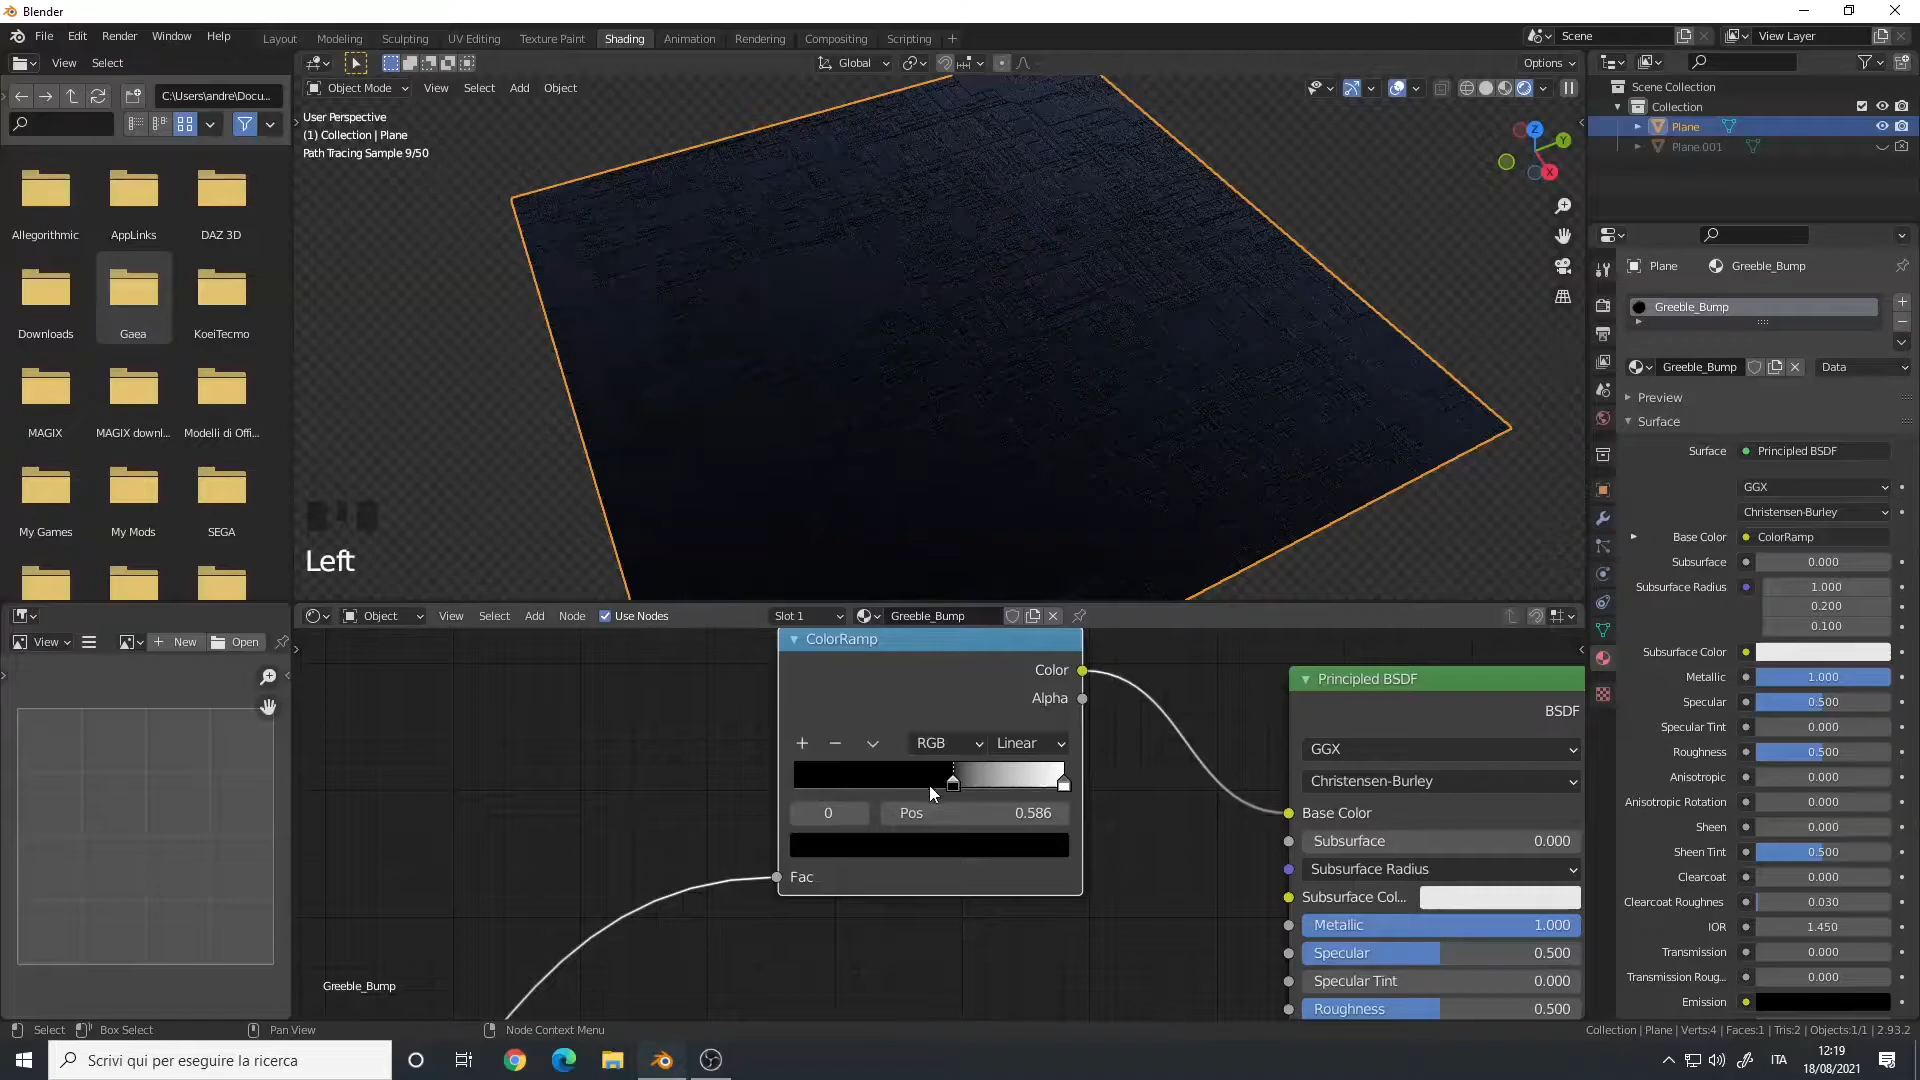 Blender
File Edit Render Window Help
Layout Modeling Sculpting UV Editing Texture Paint Shading Animation Rendering Compositing Scripting +
Scene
View Layer
View Select
Global
Options
C:\Users\andre\Docu...
Object Mode View Select Add Object
User Perspective
(1) Collection | Plane
Path Tracing Sample 9/50
Z
Y
X
Scene Collection
Collection
Plane
Plane.001
Allegorithmic AppLinks DAZ 3D
Downloads Gaea KoeiTecmo
MAGIX MAGIX downl... Modelli di Offi...
My Games My Mods SEGA
Left
Plane Greeble_Bump
Greeble_Bump
Greeble_Bump Data
Preview
Surface
Surface Principled BSDF
GGX
Christensen-Burley
Base Color ColorRamp
Subsurface 0.000
Subsurface Radius 1.000
0.200
0.100
Subsurface Color
Metallic 1.000
Specular 0.500
Specular Tint 0.000
Roughness 0.500
Anisotropic 0.000
Anisotropic Rotation 0.000
Sheen 0.000
Sheen Tint 0.500
Clearcoat 0.000
Clearcoat Roughnes 0.030
IOR 1.450
Transmission 0.000
Transmission Roug... 0.000
Emission
View New Open
Object View Select Add Node Use Nodes Slot 1 Greeble_Bump
ColorRamp
Color
Alpha
RGB Linear
0 Pos 0.586
Fac
Principled BSDF
BSDF
GGX
Christensen-Burley
Base Color
Subsurface 0.000
Subsurface Radius
Subsurface Col...
Metallic 1.000
Specular 0.500
Specular Tint 0.000
Roughness 0.500
Greeble_Bump
Select Box Select Pan View Node Context Menu
Collection | Plane | Verts:4 | Faces:1 | Tris:2 | Objects:1/1 | 2.93.2
Scrivi qui per eseguire la ricerca
ITA
12:19
18/08/2021